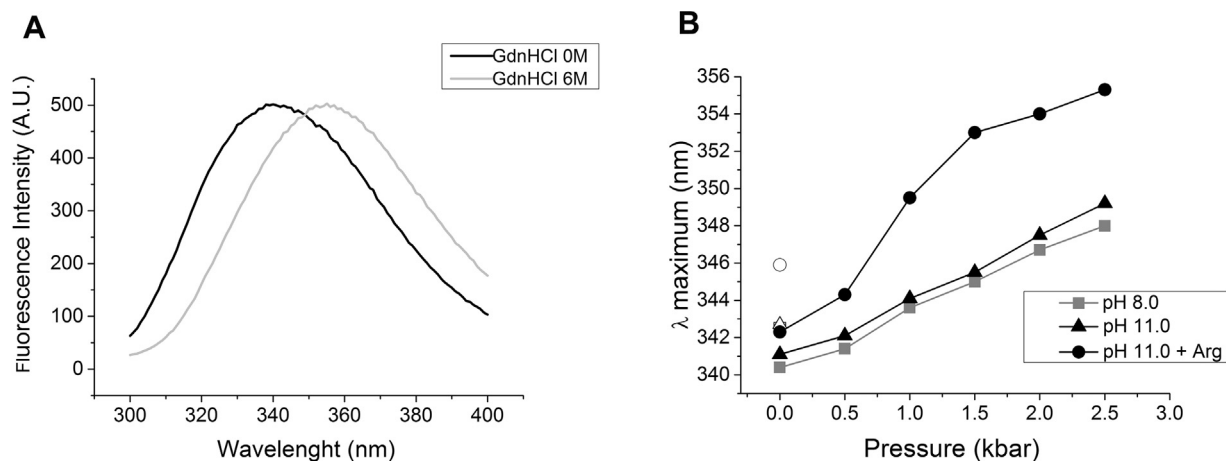 A
GdnHCl 0M
GdnHCl 6M
Fluorescence Intensity (A.U.)
500
400
300
200
100
0
300 320 340 360 380 400
Wavelenght (nm)
B
λ maximum (nm)
356
354
352
350
348
346
344
342
340
pH 8.0
pH 11.0
pH 11.0 + Arg
0.0 0.5 1.0 1.5 2.0 2.5 3.0
Pressure (kbar)